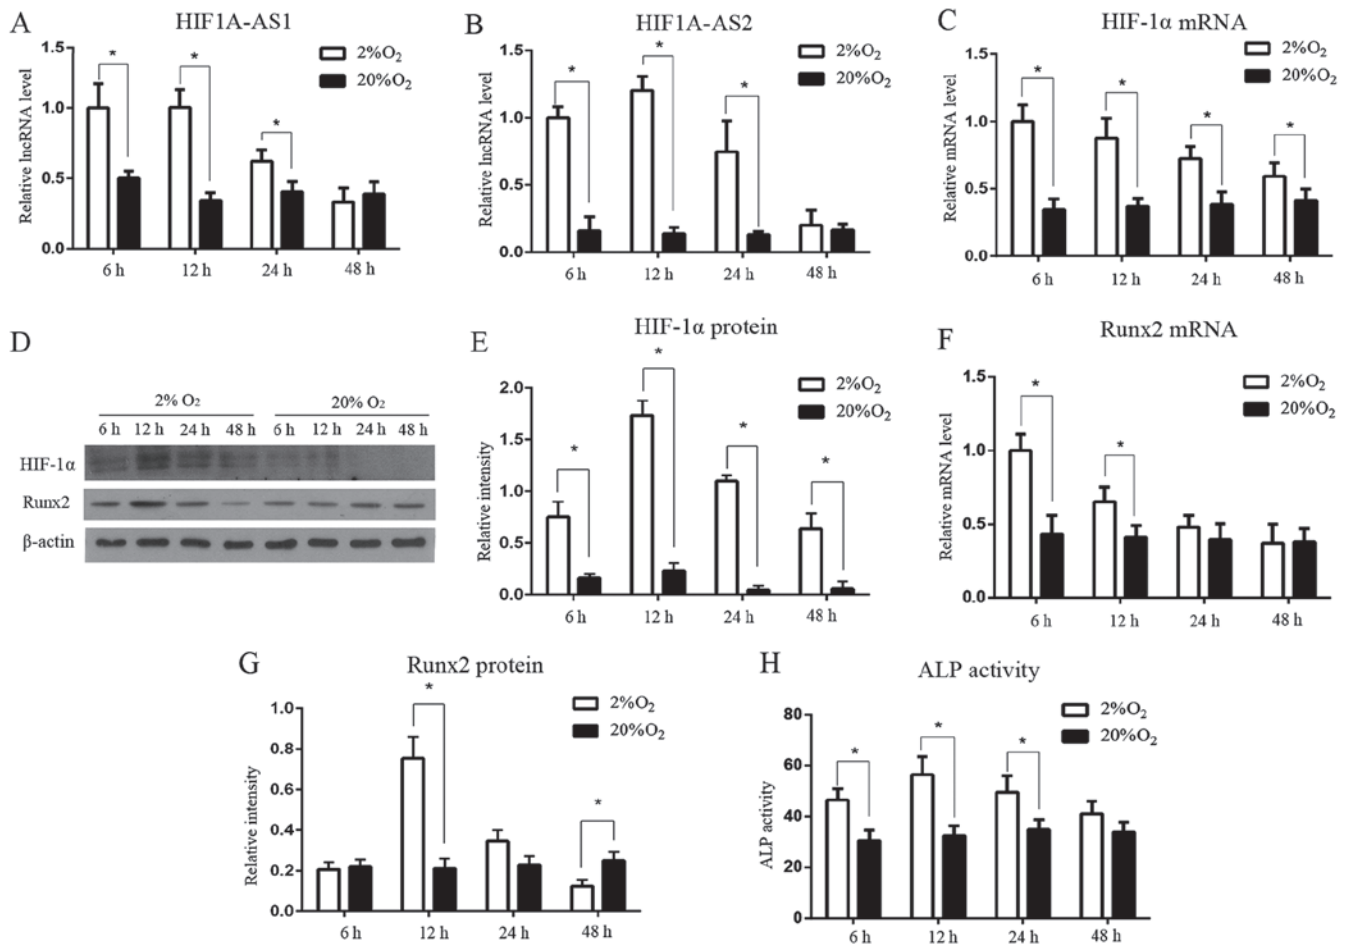 A
HIF1A-AS1
Relative lncRNA level
1.5
1.0
0.5
0.0
* * *
2%O₂
20%O₂
6 h 12 h 24 h 48 h
B
HIF1A-AS2
Relative lncRNA level
1.5
1.0
0.5
0.0
* * *
2%O₂
20%O₂
6 h 12 h 24 h 48 h
C
HIF-1α mRNA
Relative mRNA level
1.5
1.0
0.5
0.0
* * * *
2%O₂
20%O₂
6 h 12 h 24 h 48 h
D
2% O₂ 20% O₂
6 h 12 h 24 h 48 h 6 h 12 h 24 h 48 h
HIF-1α
Runx2
β-actin
E
HIF-1α protein
Relative intensity
2.0
1.5
1.0
0.5
0.0
* * * *
2%O₂
20%O₂
6 h 12 h 24 h 48 h
F
Runx2 mRNA
Relative mRNA level
1.5
1.0
0.5
0.0
* *
2%O₂
20%O₂
6 h 12 h 24 h 48 h
G
Runx2 protein
Relative intensity
1.0
0.8
0.6
0.4
0.2
0.0
* *
2%O₂
20%O₂
6 h 12 h 24 h 48 h
H
ALP activity
ALP activity
80
60
40
20
0
* * *
2%O₂
20%O₂
6 h 12 h 24 h 48 h